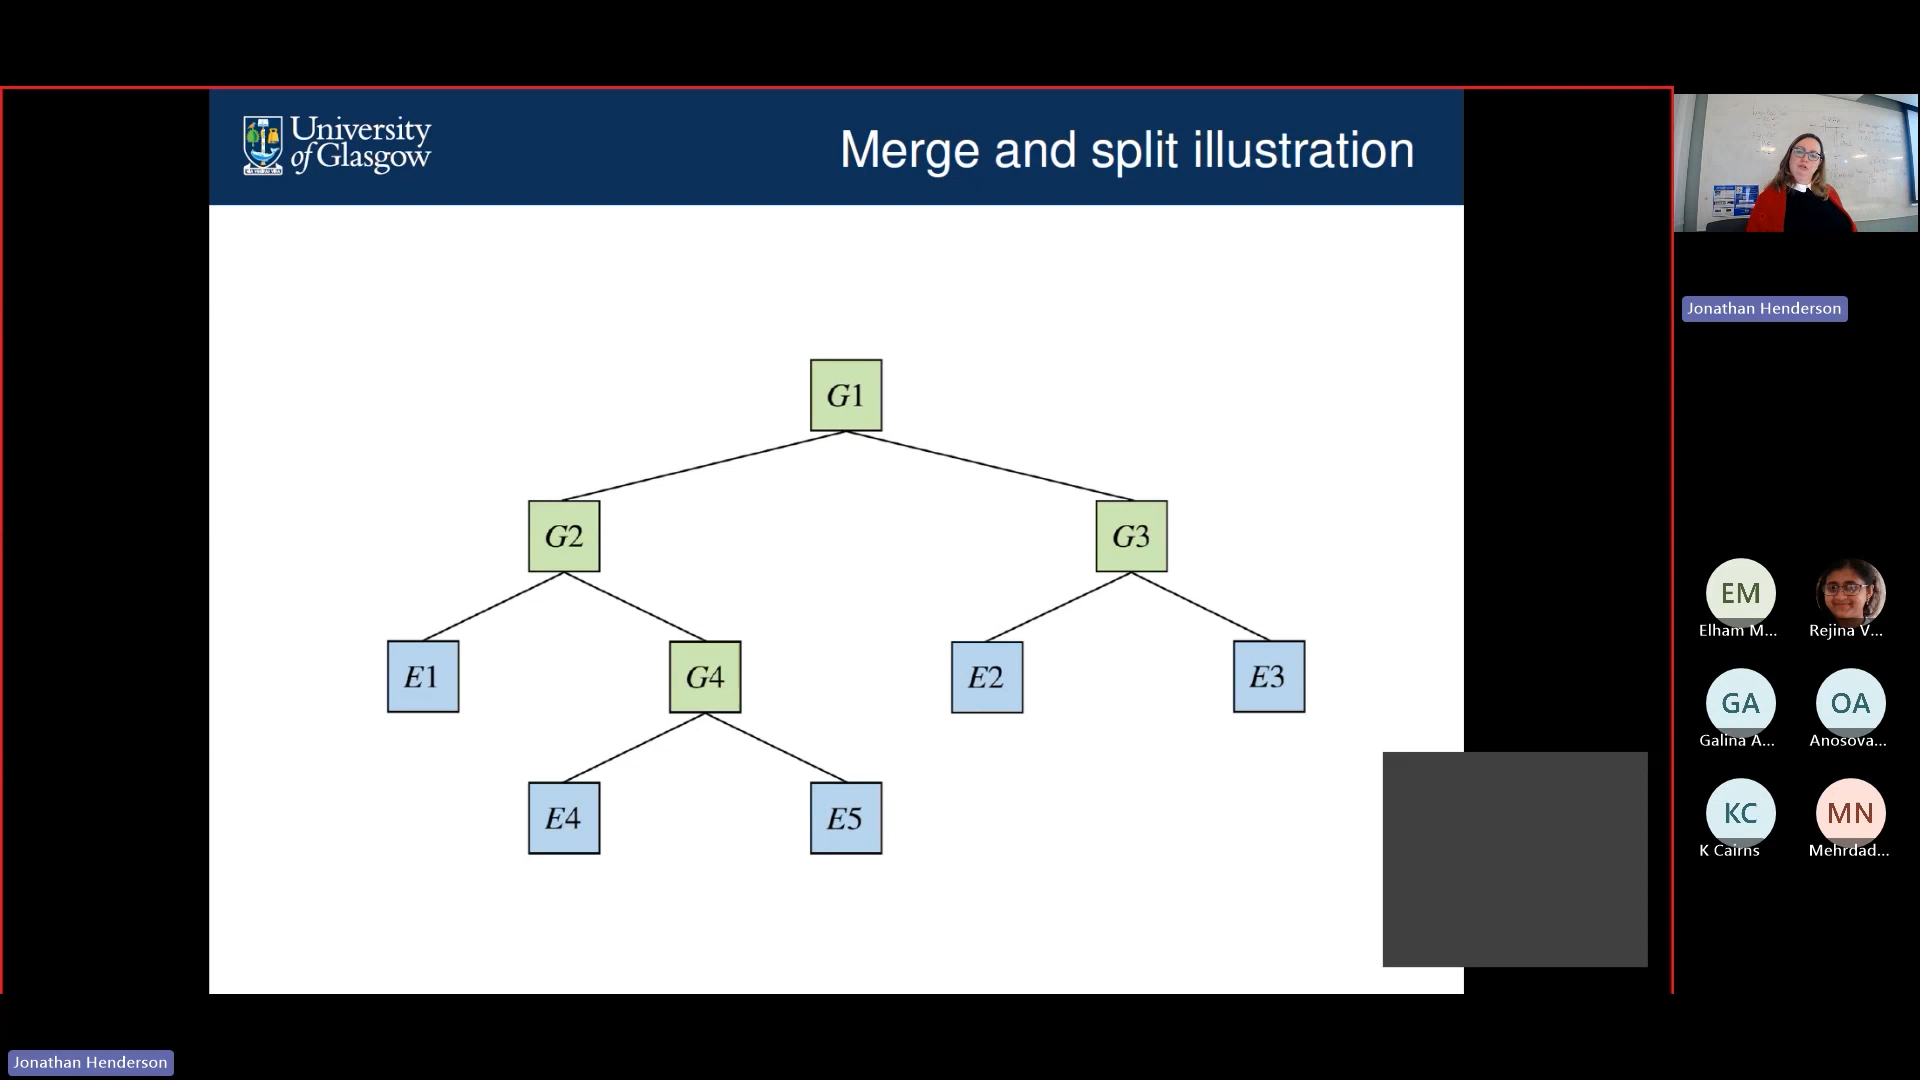 University
of Glasgow
Merge and split illustration
G1
G2
G3
E1
G4
E2
E3
E4
E5
Jonathan Henderson
EM
Elham M...
Rejina V...
GA
OA
Galina A...
Anosova...
KC
MN
K Cairns
Mehrdad...
Jonathan Henderson